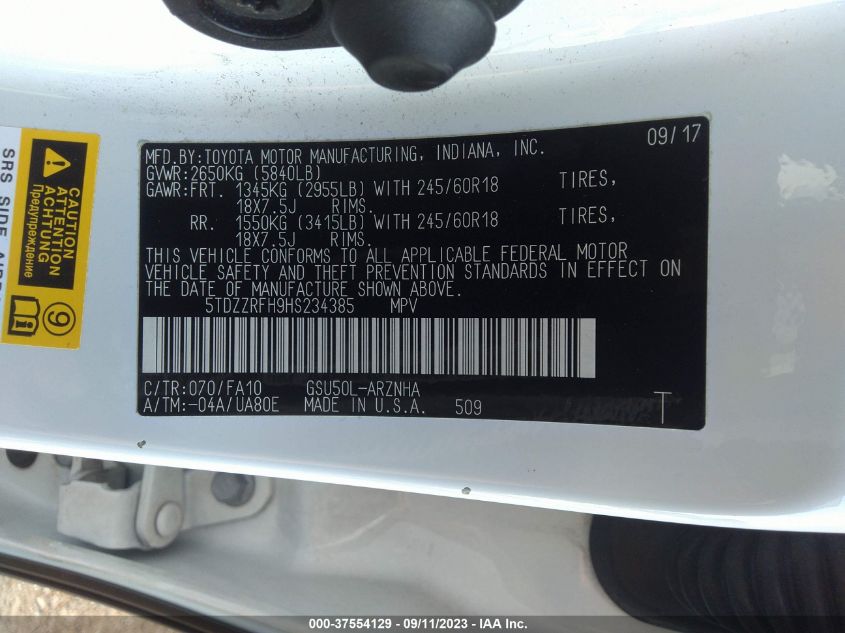 SRS SIDE AIRB
CAUTION
ATTENTION
ACHTUNG
Предупреждение
09/17
MFD.BY:TOYOTA MOTOR MANUFACTURING, INDIANA, INC.
GVWR:2650KG (5840LB)
GAWR:FRT. 1345KG (2955LB) WITH 245/60R18 TIRES,
18X7.5J RIMS.
RR. 1550KG (3415LB) WITH 245/60R18 TIRES,
18X7.5J RIMS.
THIS VEHICLE CONFORMS TO ALL APPLICABLE FEDERAL MOTOR
VEHICLE SAFETY AND THEFT PREVENTION STANDARDS IN EFFECT ON
THE DATE OF MANUFACTURE SHOWN ABOVE.
5TDZZRFH9HS234385 MPV
C/TR:070/FA10 GSU50L-ARZNHA
A/TM:-04A/UA80E MADE IN U.S.A. 509
T
000-37554129 - 09/11/2023 - IAA Inc.